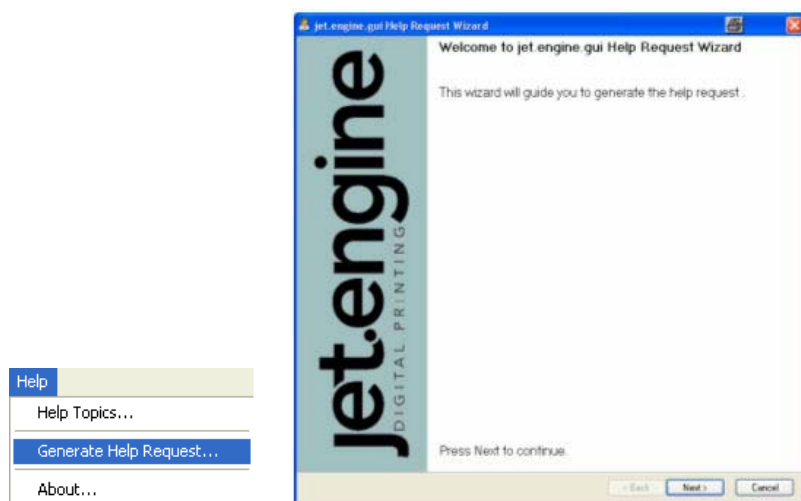 jet.engine.gui Help Request Wizard
Welcome to jet.engine.gui Help Request Wizard
This wizard will guide you to generate the help request .
jet.engine
DIGITAL PRINTING
Press Next to continue.
< Back
Next >
Cancel
Help
Help Topics...
Generate Help Request...
About...